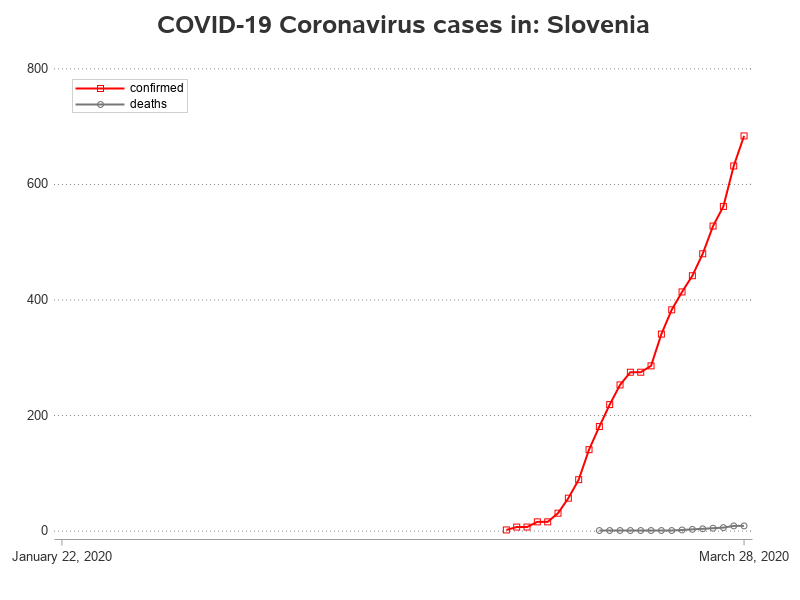 COVID-19 Coronavirus cases in: Slovenia
800
confirmed
deaths
600
400
200
0
January 22, 2020
March 28, 2020